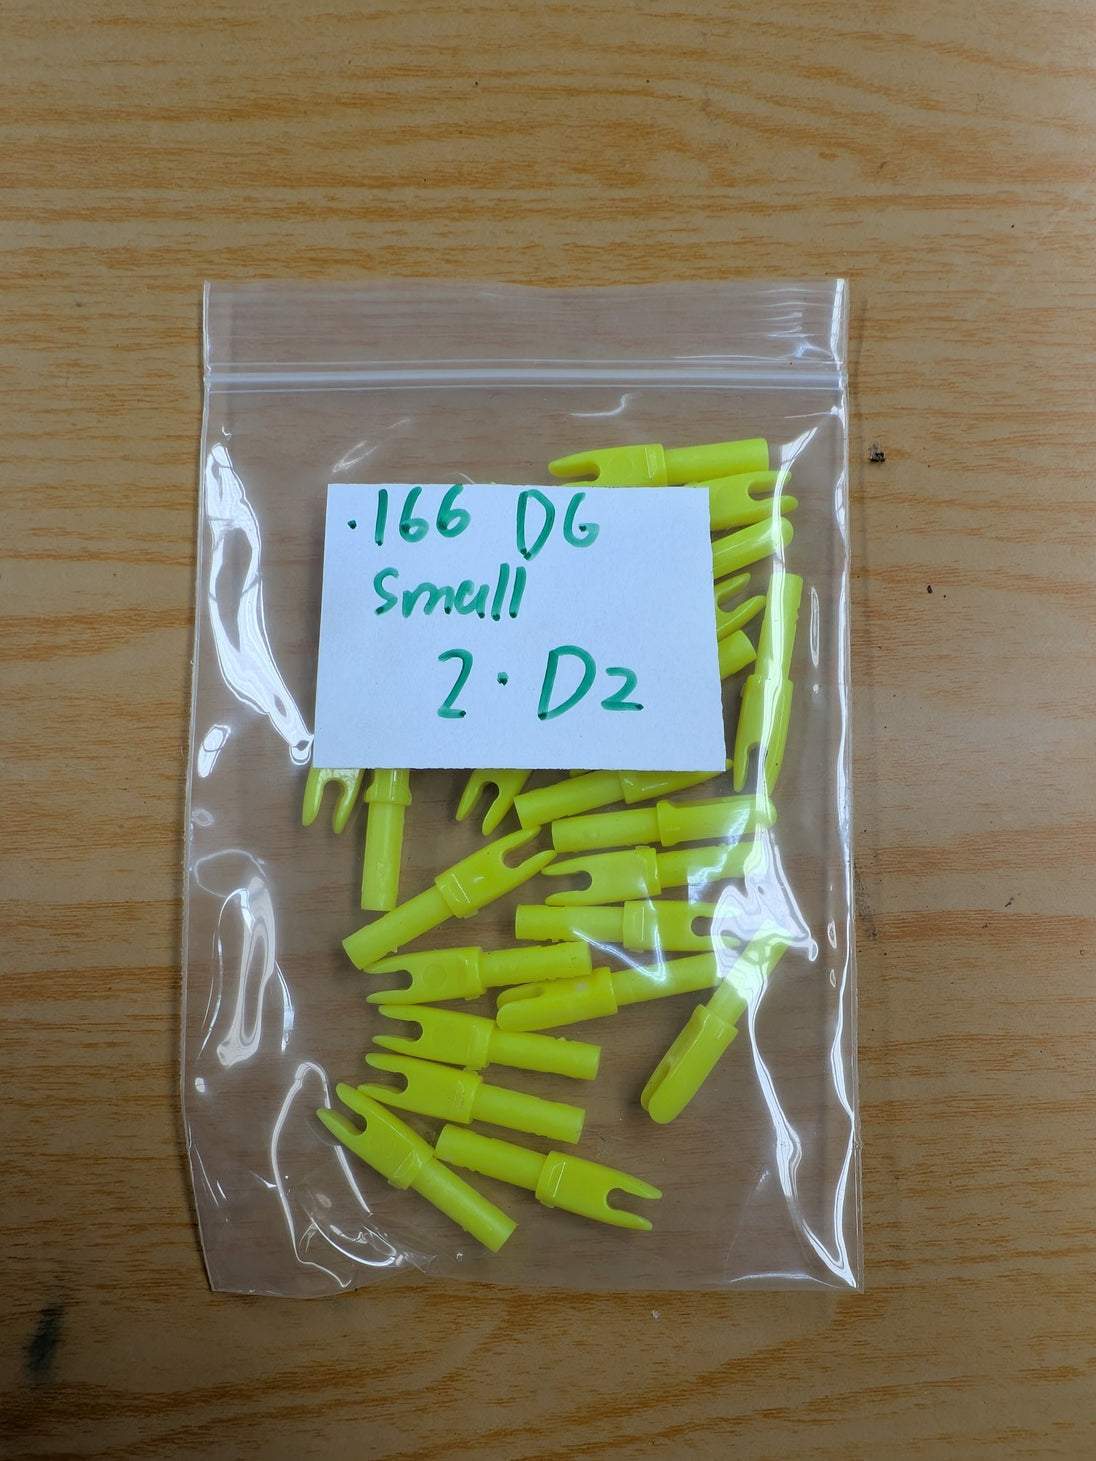 .166 DG
Small
2. Dz